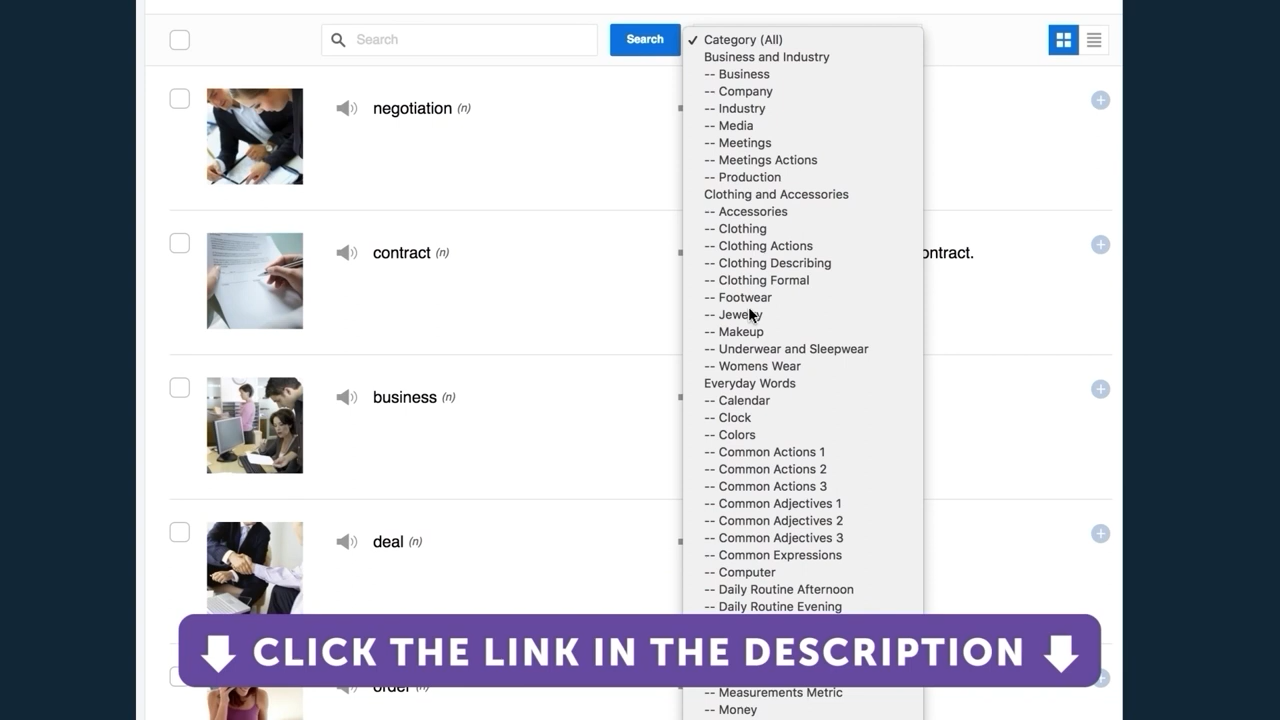 Search
Search
✓ Category (All)
Business and Industry
-- Business
-- Company
-- Industry
-- Media
-- Meetings
-- Meetings Actions
-- Production
Clothing and Accessories
-- Accessories
-- Clothing
-- Clothing Actions
-- Clothing Describing
-- Clothing Formal
-- Footwear
-- Jewelry
-- Makeup
-- Underwear and Sleepwear
-- Womens Wear
Everyday Words
-- Calendar
-- Clock
-- Colors
-- Common Actions 1
-- Common Actions 2
-- Common Actions 3
-- Common Adjectives 1
-- Common Adjectives 2
-- Common Adjectives 3
-- Common Expressions
-- Computer
-- Daily Routine Afternoon
-- Daily Routine Evening
-- Measurements Metric
-- Money
negotiation (n)
contract (n)
ontract.
business (n)
deal (n)
order (n)
CLICK THE LINK IN THE DESCRIPTION